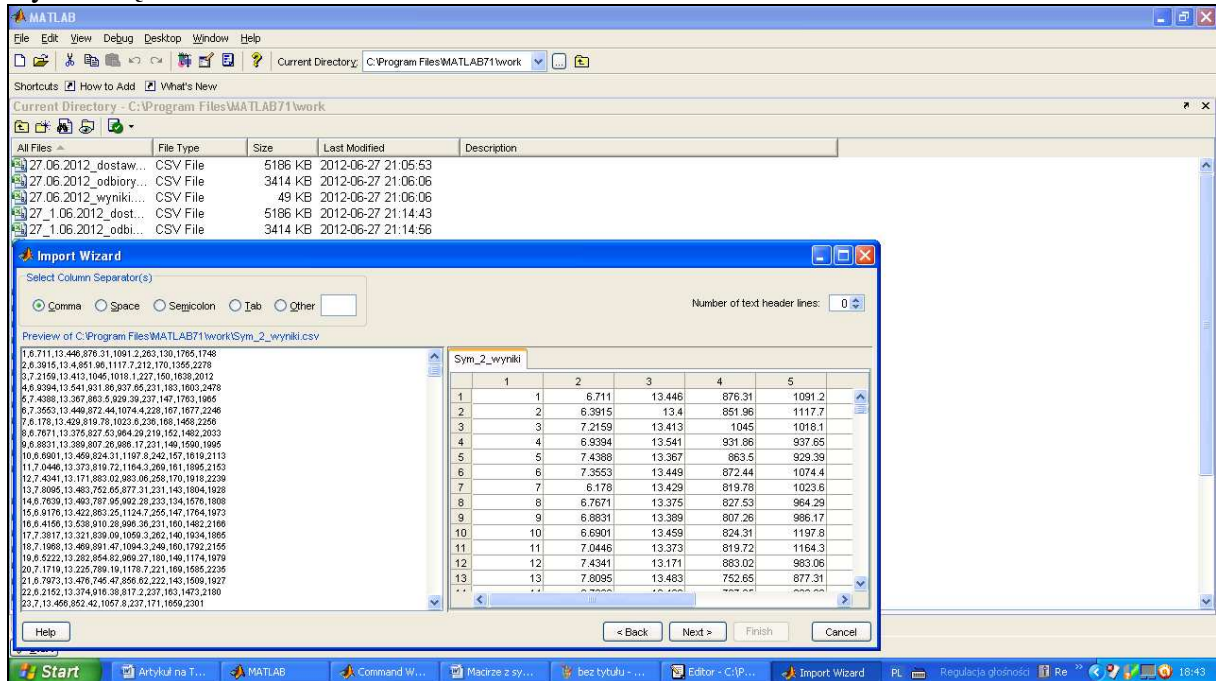 MATLAB
File Edit View Debug Desktop Window Help
Current Directory: C:\Program Files\MATLAB71\work
Shortcuts How to Add What's New
Current Directory - C:\Program Files\MATLAB71\work
All Files File Type Size Last Modified Description
27.06.2012_dostaw... CSV File 5186 KB 2012-06-27 21:05:53
27.06.2012_odbiory... CSV File 3414 KB 2012-06-27 21:06:06
27.06.2012_wyniki.... CSV File 49 KB 2012-06-27 21:06:06
27_1.06.2012_dost... CSV File 5186 KB 2012-06-27 21:14:43
27_1.06.2012_odbi... CSV File 3414 KB 2012-06-27 21:14:56
Import Wizard
Select Column Separator(s)
Comma Space Semicolon Tab Other
Number of text header lines: 0
Preview of C:\Program Files\MATLAB71\work\Sym_2_wyniki.csv
1,6.711,13.446,876.31,1091.2,263,130,1765,1748
2,6.3915,13.4,851.96,1117.7,212,170,1355,2278
3,7.2159,13.413,1045,1018.1,227,150,1638,2012
4,6.9394,13.541,931.86,937.65,231,183,1603,2478
5,7.4388,13.367,863.5,929.39,237,147,1763,1965
6,7.3553,13.449,872.44,1074.4,228,167,1677,2246
7,6.178,13.429,819.78,1023.6,236,168,1458,2256
8,6.7671,13.375,827.53,964.29,219,152,1482,2033
9,6.8831,13.389,807.26,986.17,231,149,1590,1995
10,6.6901,13.459,824.31,1197.8,242,157,1619,2113
11,7.0446,13.373,819.72,1164.3,269,161,1895,2153
12,7.4341,13.171,883.02,983.06,258,170,1918,2239
13,7.8095,13.483,752.65,877.31,231,143,1804,1928
14,6.7639,13.493,787.95,992.28,233,134,1576,1808
15,6.9176,13.422,863.25,1124.7,255,147,1764,1973
16,6.4156,13.538,910.28,996.36,231,160,1482,2166
17,7.3817,13.321,839.09,1059.3,262,140,1934,1865
18,7.1968,13.469,891.47,1094.3,249,160,1792,2155
19,6.5222,13.282,854.82,969.27,180,149,1174,1979
20,7.1719,13.225,789.19,1178.7,221,169,1585,2235
21,6.7973,13.476,745.47,856.62,222,143,1509,1927
22,6.2152,13.374,916.38,817.2,237,163,1473,2180
23,7,13.456,852.42,1057.8,237,171,1659,2301
Sym_2_wyniki
1 2 3 4 5
1 1 6.711 13.446 876.31 1091.2
2 2 6.3915 13.4 851.96 1117.7
3 3 7.2159 13.413 1045 1018.1
4 4 6.9394 13.541 931.86 937.65
5 5 7.4388 13.367 863.5 929.39
6 6 7.3553 13.449 872.44 1074.4
7 7 6.178 13.429 819.78 1023.6
8 8 6.7671 13.375 827.53 964.29
9 9 6.8831 13.389 807.26 986.17
10 10 6.6901 13.459 824.31 1197.8
11 11 7.0446 13.373 819.72 1164.3
12 12 7.4341 13.171 883.02 983.06
13 13 7.8095 13.483 752.65 877.31
Help < Back Next > Finish Cancel
Start Artykuł na T... MATLAB Command W... Macirze z sy... bez tytułu - ... Editor - C:\P... Import Wizard PL Regulacja głośności Re 18:43